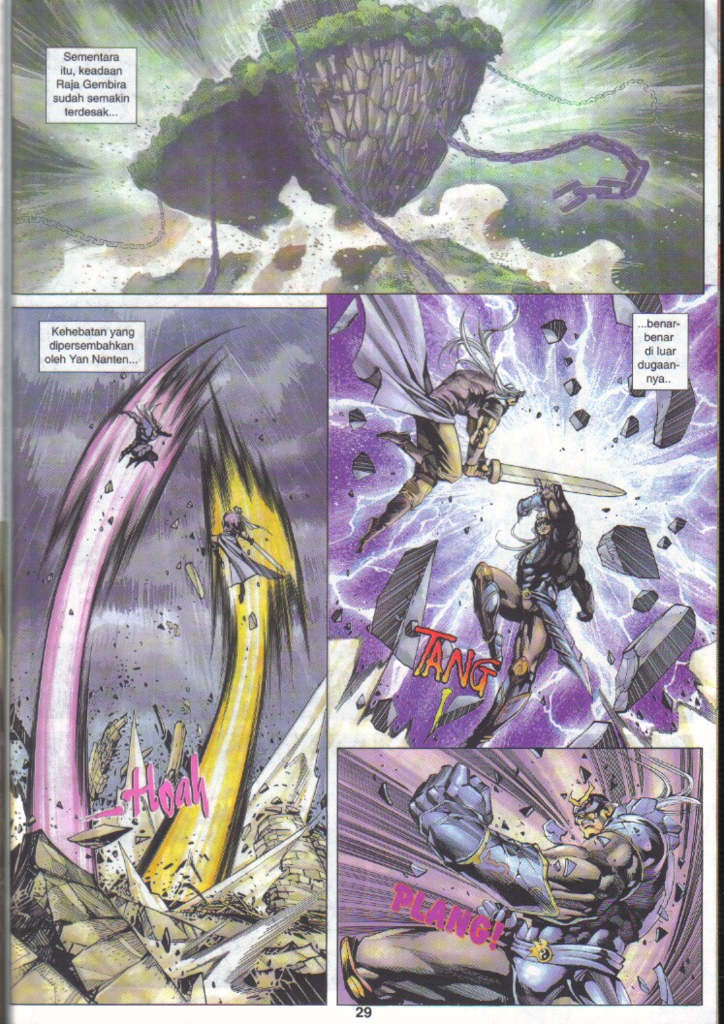 Sementara
itu, keadaan
Raja Gembira
sudah semakin
terdesak...
Kehebatan yang
dipersembahkan
oleh Yan Nanten...
...benar-
benar
di luar
dugaan-
nya..
TANG
!
Hoah
PLANG!
29